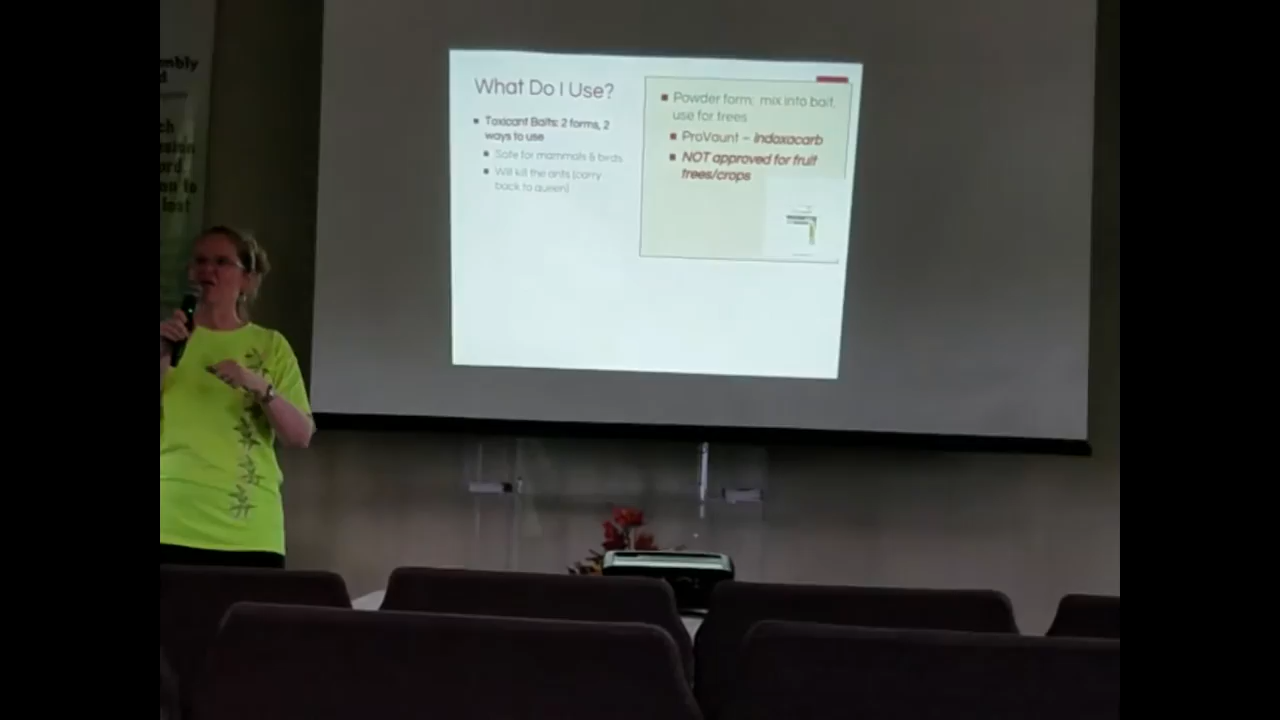 What Do I Use?
Toxicant Baits: 2 forms, 2
ways to use
Safe for mammals & birds
Will kill the ants (carry
back to queen)
Powder form: mix into bait,
use for trees
ProVaunt – indoxacarb
NOT approved for fruit
trees/crops